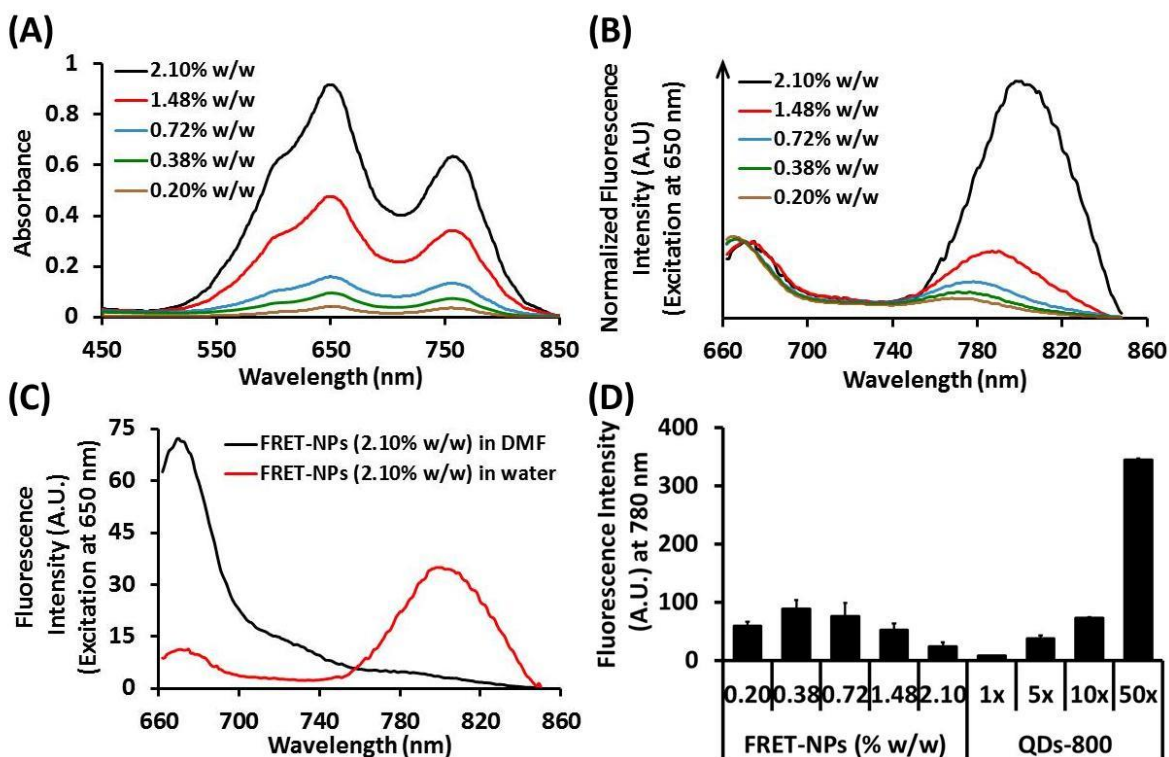 (A)
Absorbance
1
0.8
0.6
0.4
0.2
0
2.10% w/w
1.48% w/w
0.72% w/w
0.38% w/w
0.20% w/w
450 550 650 750 850
Wavelength (nm)
(B)
Normalized Fluorescence
Intensity (A.U)
(Excitation at 650 nm)
2.10% w/w
1.48% w/w
0.72% w/w
0.38% w/w
0.20% w/w
660 700 740 780 820 860
Wavelength (nm)
(C)
Fluorescence
Intensity (A.U.)
(Excitation at 650 nm)
75
60
45
30
15
0
FRET-NPs (2.10% w/w) in DMF
FRET-NPs (2.10% w/w) in water
660 700 740 780 820 860
Wavelength (nm)
(D)
Fluorescence Intensity
(A.U.) at 780 nm
400
300
200
100
0
0.20 0.38 0.72 1.48 2.10 1x 5x 10x 50x
FRET-NPs (% w/w) QDs-800